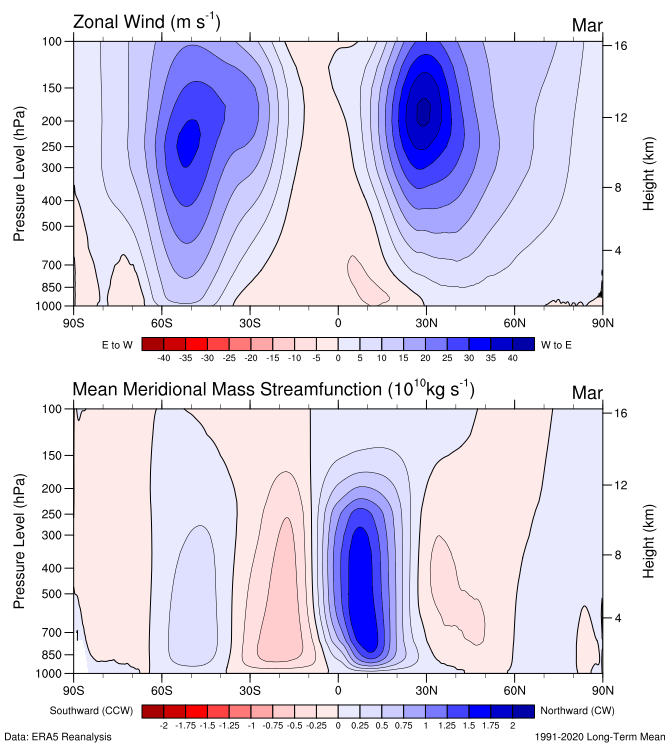 Zonal Wind (m s⁻¹)
Mar
Pressure Level (hPa)
100
150
200
250
300
400
500
700
850
1000
16
12
8
4
Height (km)
90S 60S 30S 0 30N 60N 90N
E to W
W to E
-40 -35 -30 -25 -20 -15 -10 -5 0 5 10 15 20 25 30 35 40
Mean Meridional Mass Streamfunction (10¹⁰kg s⁻¹)
Mar
Pressure Level (hPa)
100
150
200
250
300
400
500
700
850
1000
1
16
12
8
4
Height (km)
90S 60S 30S 0 30N 60N 90N
Southward (CCW)
Northward (CW)
-2 -1.75 -1.5 -1.25 -1 -0.75 -0.5 -0.25 0 0.25 0.5 0.75 1 1.25 1.5 1.75 2
Data: ERA5 Reanalysis
1991-2020 Long-Term Mean